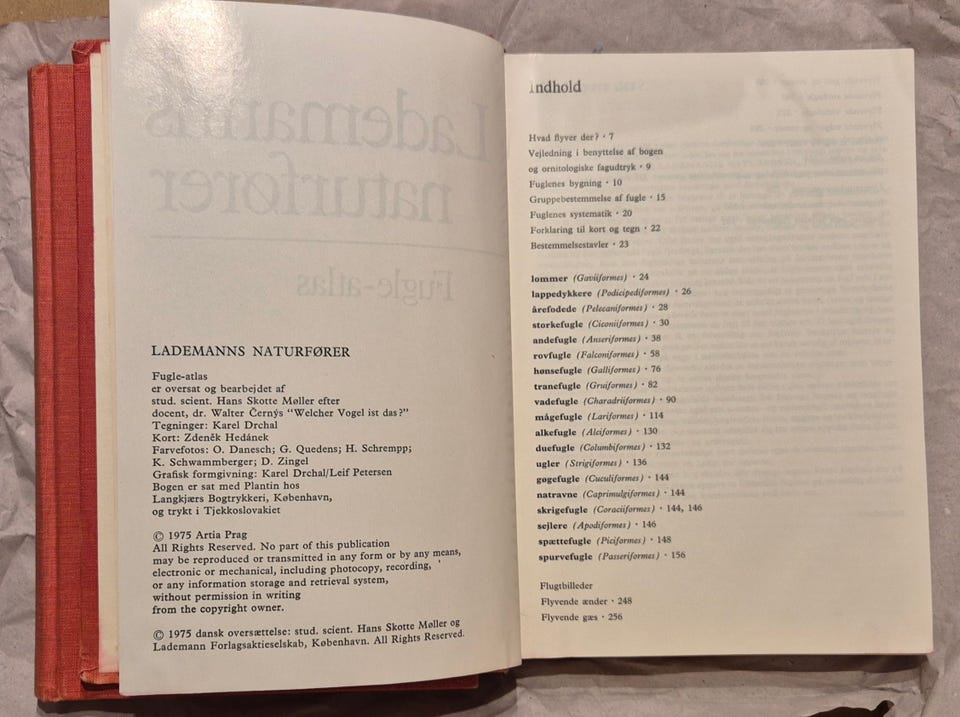 LADEMANNS NATURFØRER
Fugle-atlas
er oversat og bearbejdet af
stud. scient. Hans Skotte Møller efter
docent, dr. Walter Černýs "Welcher Vogel ist das?"
Tegninger: Karel Drchal
Kort: Zdeněk Hedánek
Farvefotos: O. Danesch; G. Quedens; H. Schrempp;
K. Schwammberger; D. Zingel
Grafisk formgivning: Karel Drchal/Leif Petersen
Bogen er sat med Plantin hos
Langkjærs Bogtrykkeri, København,
og trykt i Tjekkoslovakiet
© 1975 Artia Prag
All Rights Reserved. No part of this publication
may be reproduced or transmitted in any form or by any means,
electronic or mechanical, including photocopy, recording,
or any information storage and retrieval system,
without permission in writing
from the copyright owner.
© 1975 dansk oversættelse: stud. scient. Hans Skotte Møller og
Lademann Forlagsaktieselskab, København. All Rights Reserved.
Indhold
Hvad flyver der? · 7
Vejledning i benyttelse af bogen
og ornitologiske fagudtryk · 9
Fuglenes bygning · 10
Gruppebestemmelse af fugle · 15
Fuglenes systematik · 20
Forklaring til kort og tegn · 22
Bestemmelsestavler · 23
lommer (Gaviiformes) · 24
lappedykkere (Podicipediformes) · 26
årefodede (Pelecaniformes) · 28
storkefugle (Ciconiiformes) · 30
andefugle (Anseriformes) · 38
rovfugle (Falconiformes) · 58
hønsefugle (Galliformes) · 76
tranefugle (Gruiformes) · 82
vadefugle (Charadriiformes) · 90
mågefugle (Lariformes) · 114
alkefugle (Alciformes) · 130
duefugle (Columbiformes) · 132
ugler (Strigiformes) · 136
gøgefugle (Cuculiformes) · 144
natravne (Caprimulgiformes) · 144
skrigefugle (Coraciiformes) · 144, 146
sejlere (Apodiformes) · 146
spættefugle (Piciformes) · 148
spurvefugle (Passeriformes) · 156
Flugtbilleder
Flyvende ænder · 248
Flyvende gæs · 256